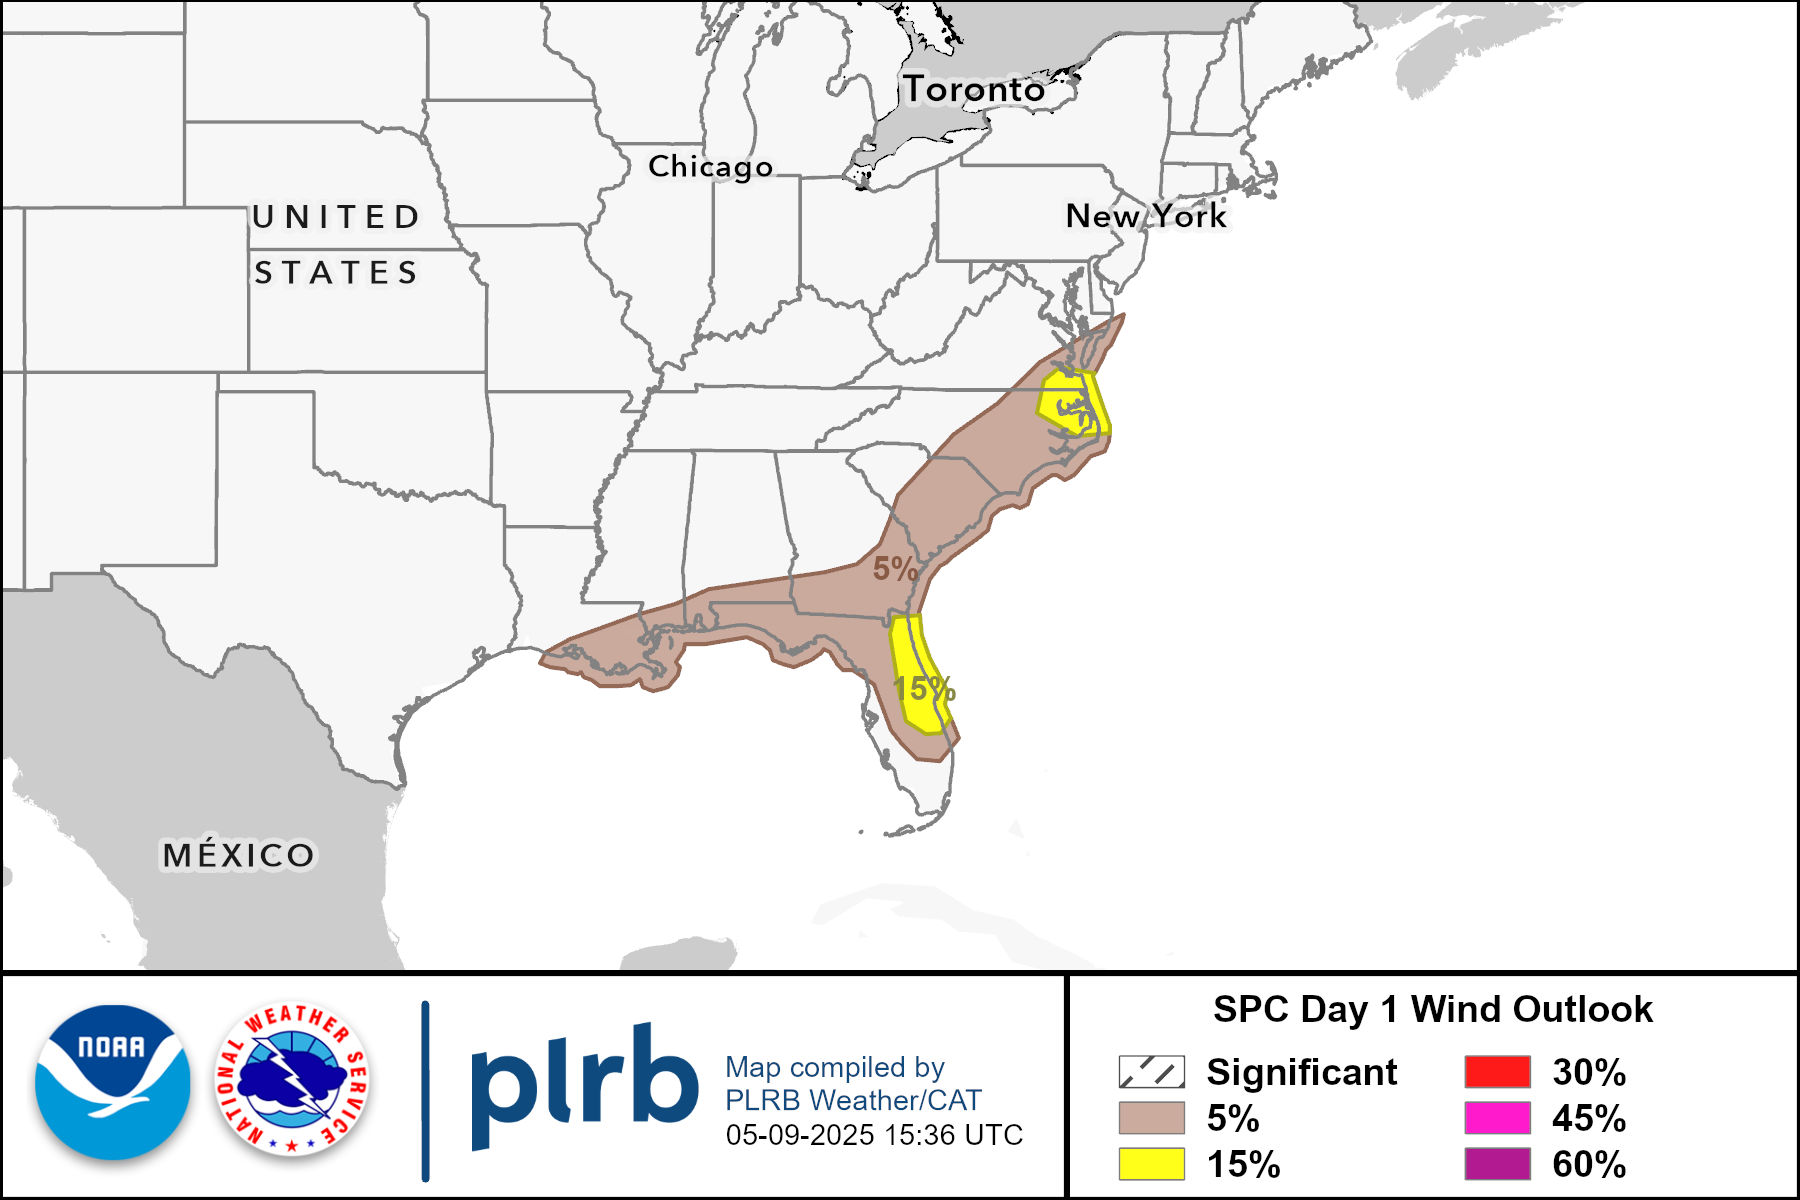 Toronto
Chicago
New York
UNITED
STATES
5%
15%
MÉXICO
NOAA
NATIONAL WEATHER SERVICE
plrb
Map compiled by
PLRB Weather/CAT
05-09-2025 15:36 UTC
SPC Day 1 Wind Outlook
Significant
5%
15%
30%
45%
60%